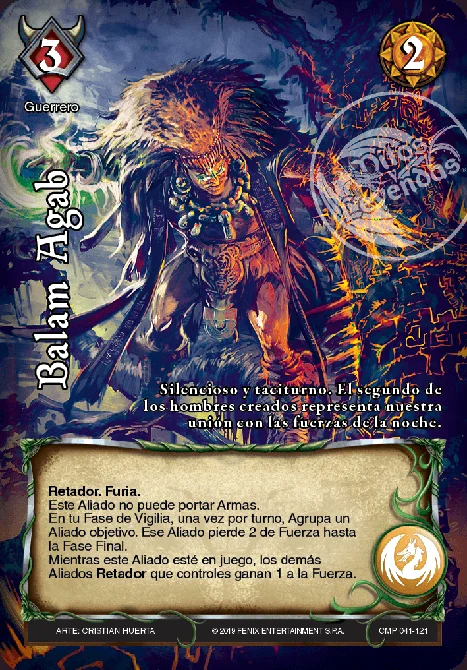 3
2
Guerrero
Mitos
Leyendas
Balam Agab
Silencioso y taciturno. El segundo de
los hombres creados representa nuestra
unión con las fuerzas de la noche.
Retador. Furia.
Este Aliado no puede portar Armas.
En tu Fase de Vigilia, una vez por turno, Agrupa un
Aliado objetivo. Ese Aliado pierde 2 de Fuerza hasta
la Fase Final.
Mientras este Aliado esté en juego, los demás
Aliados Retador que controles ganan 1 a la Fuerza.
ARTE: CRISTIAN HUERTA
© 2019 FENIX ENTERTAINMENT S.P.A.
CMP 041-121